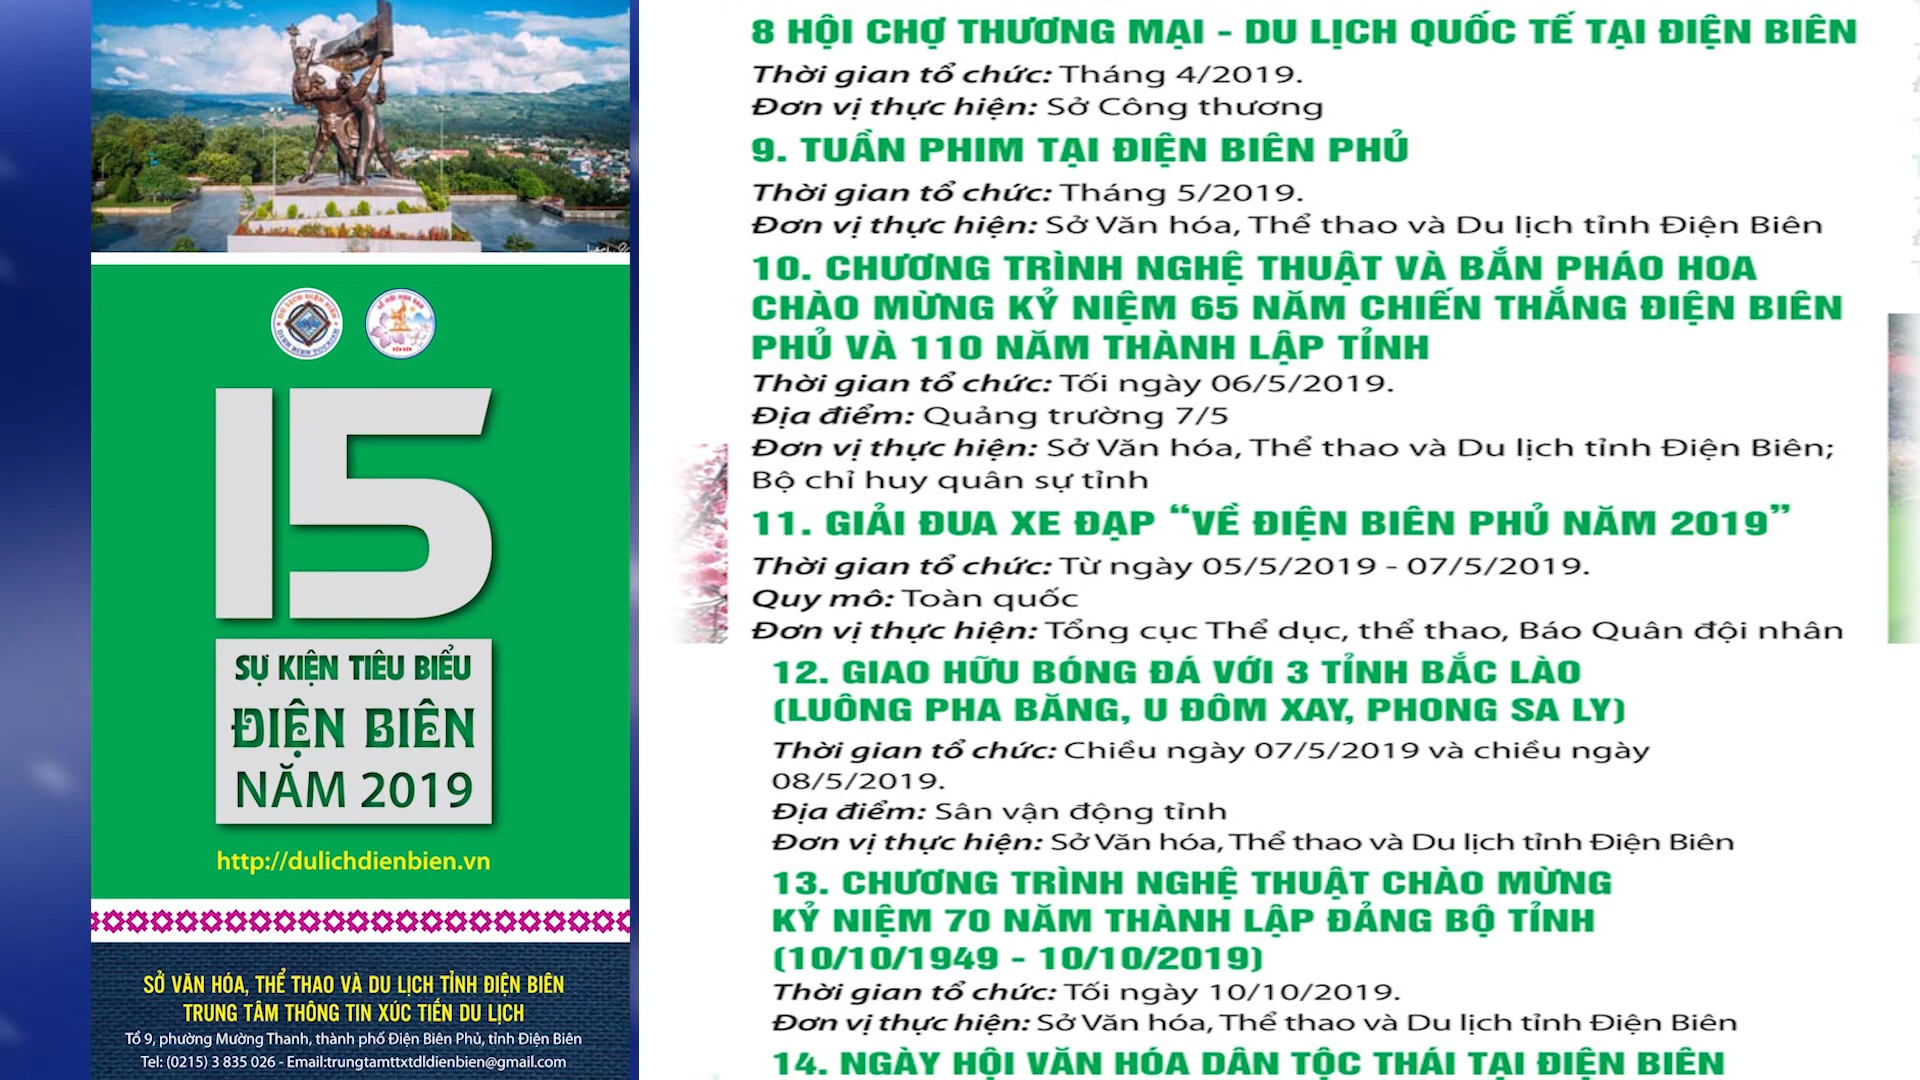 DU LỊCH ĐIỆN BIÊN
DIEN BIEN TOURISM
15
SỰ KIỆN TIÊU BIỂU
ĐIỆN BIÊN
NĂM 2019
http://dulichdienbien.vn
SỞ VĂN HÓA, THỂ THAO VÀ DU LỊCH TỈNH ĐIỆN BIÊN
TRUNG TÂM THÔNG TIN XÚC TIẾN DU LỊCH
Tổ 9, phường Mường Thanh, thành phố Điện Biên Phủ, tỉnh Điện Biên
Tel: (0215) 3 835 026 - Email:trungtamttxtdldienbien@gmail.com
8 HỘI CHỢ THƯƠNG MẠI - DU LỊCH QUỐC TẾ TẠI ĐIỆN BIÊN
Thời gian tổ chức: Tháng 4/2019.
Đơn vị thực hiện: Sở Công thương
9. TUẦN PHIM TẠI ĐIỆN BIÊN PHỦ
Thời gian tổ chức: Tháng 5/2019.
Đơn vị thực hiện: Sở Văn hóa, Thể thao và Du lịch tỉnh Điện Biên
10. CHƯƠNG TRÌNH NGHỆ THUẬT VÀ BẮN PHÁO HOA
CHÀO MỪNG KỶ NIỆM 65 NĂM CHIẾN THẮNG ĐIỆN BIÊN
PHỦ VÀ 110 NĂM THÀNH LẬP TỈNH
Thời gian tổ chức: Tối ngày 06/5/2019.
Địa điểm: Quảng trường 7/5
Đơn vị thực hiện: Sở Văn hóa, Thể thao và Du lịch tỉnh Điện Biên;
Bộ chỉ huy quân sự tỉnh
11. GIẢI ĐUA XE ĐẠP “VỀ ĐIỆN BIÊN PHỦ NĂM 2019”
Thời gian tổ chức: Từ ngày 05/5/2019 - 07/5/2019.
Quy mô: Toàn quốc
Đơn vị thực hiện: Tổng cục Thể dục, thể thao, Báo Quân đội nhân
12. GIAO HỮU BÓNG ĐÁ VỚI 3 TỈNH BẮC LÀO
(LUÔNG PHA BĂNG, U ĐÔM XAY, PHONG SA LY)
Thời gian tổ chức: Chiều ngày 07/5/2019 và chiều ngày
08/5/2019.
Địa điểm: Sân vận động tỉnh
Đơn vị thực hiện: Sở Văn hóa, Thể thao và Du lịch tỉnh Điện Biên
13. CHƯƠNG TRÌNH NGHỆ THUẬT CHÀO MỪNG
KỶ NIỆM 70 NĂM THÀNH LẬP ĐẢNG BỘ TỈNH
(10/10/1949 - 10/10/2019)
Thời gian tổ chức: Tối ngày 10/10/2019.
Đơn vị thực hiện: Sở Văn hóa, Thể thao và Du lịch tỉnh Điện Biên
14. NGÀY HỘI VĂN HÓA DÂN TỘC THÁI TẠI ĐIỆN BIÊN